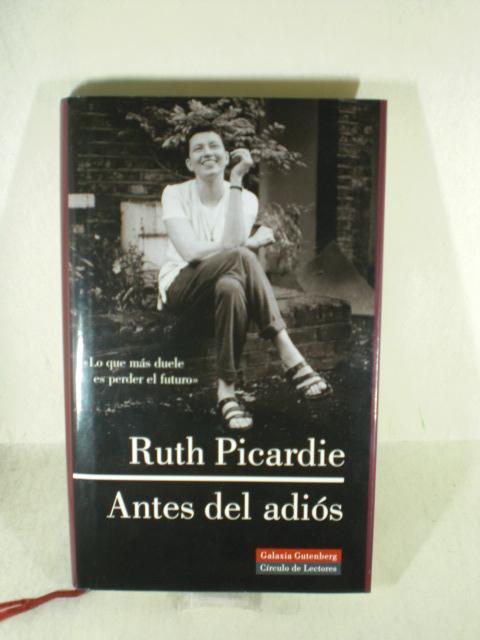 «Lo que más duele
es perder el futuro»
Ruth Picardie
Antes del adiós
Galaxia Gutenberg
Círculo de Lectores